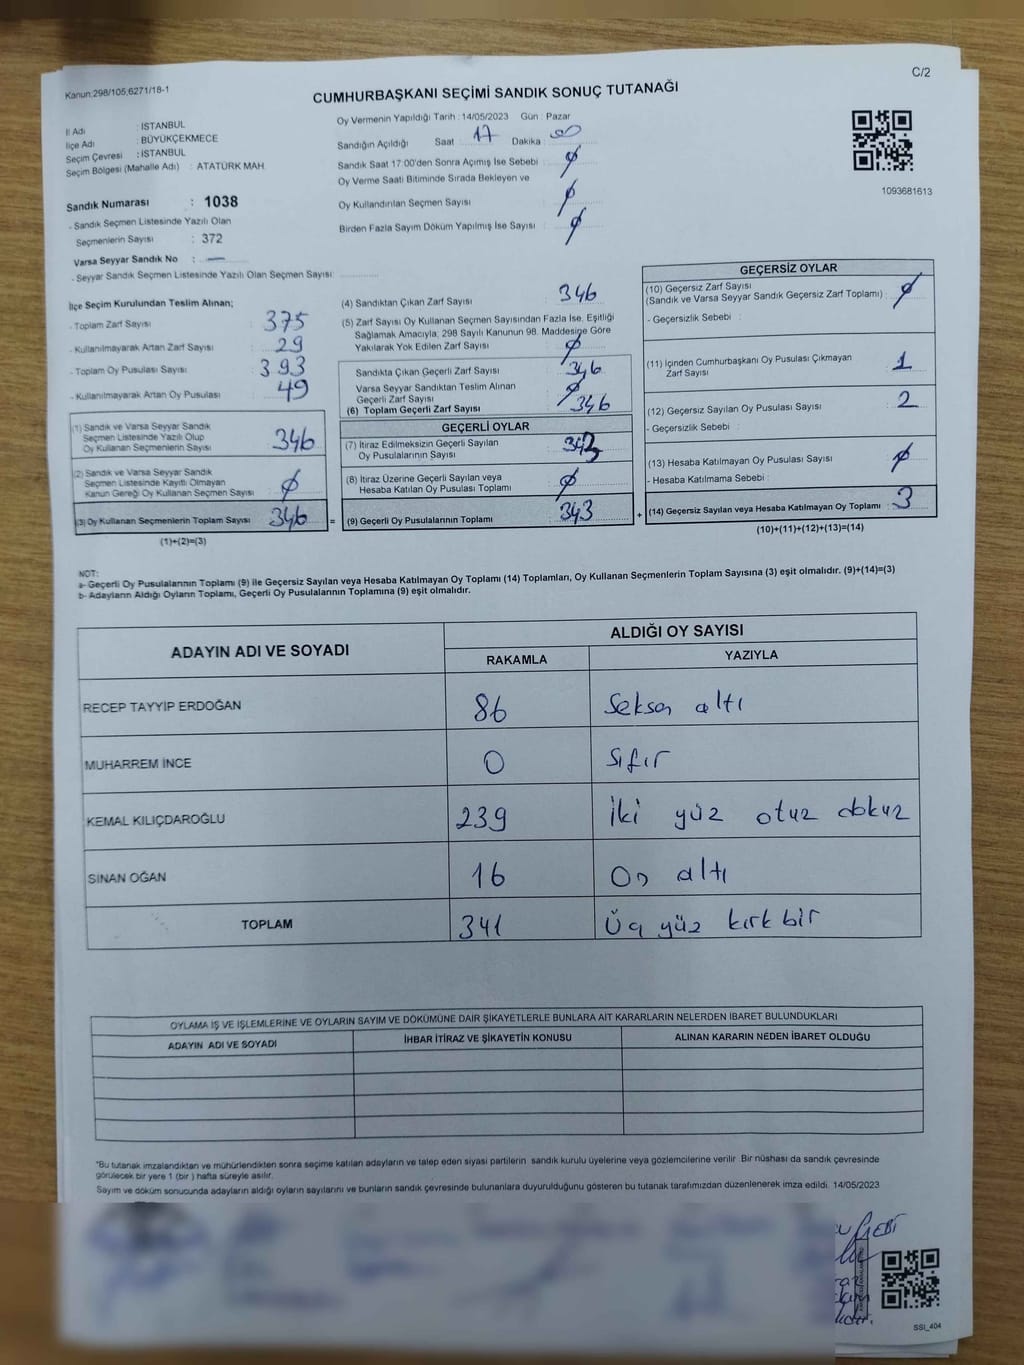 Kanun:298/105,6271/18-1
C/2
CUMHURBAŞKANI SEÇİMİ SANDIK SONUÇ TUTANAĞI
İl Adı : İSTANBUL
İlçe Adı : BÜYÜKÇEKMECE
Seçim Çevresi : İSTANBUL
Seçim Bölgesi (Mahalle Adı) : ATATÜRK MAH.
Oy Vermenin Yapıldığı Tarih : 14/05/2023 Gün : Pazar
Sandığın Açıldığı Saat 17 Dakika : 00
Sandık Saat 17:00'den Sonra Açımış İse Sebebi : ∅
Oy Verme Saati Bitiminde Sırada Bekleyen ve
Oy Kullandırılan Seçmen Sayısı : ∅
Birden Fazla Sayım Döküm Yapılmış İse Sayısı : ∅
1093681613
Sandık Numarası : 1038
- Sandık Seçmen Listesinde Yazılı Olan
Seçmenlerin Sayısı : 372
Varsa Seyyar Sandık No : —
- Seyyar Sandık Seçmen Listesinde Yazılı Olan Seçmen Sayısı:
İlçe Seçim Kurulundan Teslim Alınan;
- Toplam Zarf Sayısı : 375
- Kullanılmayarak Artan Zarf Sayısı : 29
- Toplam Oy Pusulası Sayısı : 393
- Kullanılmayarak Artan Oy Pusulası : 49
(1) Sandık ve Varsa Seyyar Sandık
Seçmen Listesinde Yazılı Olup
Oy Kullanan Seçmenlerin Sayısı : 346
(2) Sandık ve Varsa Seyyar Sandık
Seçmen Listesinde Kayıtlı Olmayan
Kanun Gereği Oy Kullanan Seçmen Sayısı : ∅
(3) Oy Kullanan Seçmenlerin Toplam Sayısı : 346
(1)+(2)=(3)
=
(4) Sandıktan Çıkan Zarf Sayısı : 346
(5) Zarf Sayısı Oy Kullanan Seçmen Sayısından Fazla İse, Eşitliği
Sağlamak Amacıyla, 298 Sayılı Kanunun 98. Maddesine Göre
Yakılarak Yok Edilen Zarf Sayısı : ∅
Sandıkta Çıkan Geçerli Zarf Sayısı : 346
Varsa Seyyar Sandıktan Teslim Alınan
Geçerli Zarf Sayısı : ∅
(6) Toplam Geçerli Zarf Sayısı : 346
GEÇERLİ OYLAR
(7) İtiraz Edilmeksizin Geçerli Sayılan
Oy Pusulalarının Sayısı : 343
(8) İtiraz Üzerine Geçerli Sayılan veya
Hesaba Katılan Oy Pusulası Toplamı : ∅
(9) Geçerli Oy Pusulalarının Toplamı : 343
+
GEÇERSİZ OYLAR
(10) Geçersiz Zarf Sayısı
(Sandık ve Varsa Seyyar Sandık Geçersiz Zarf Toplamı) : ∅
- Geçersizlik Sebebi :
(11) İçinden Cumhurbaşkanı Oy Pusulası Çıkmayan
Zarf Sayısı : 1
(12) Geçersiz Sayılan Oy Pusulası Sayısı : 2
- Geçersizlik Sebebi :
(13) Hesaba Katılmayan Oy Pusulası Sayısı : ∅
- Hesaba Katılmama Sebebi :
(14) Geçersiz Sayılan veya Hesaba Katılmayan Oy Toplamı : 3
(10)+(11)+(12)+(13)=(14)
NOT:
a- Geçerli Oy Pusulalarının Toplamı (9) ile Geçersiz Sayılan veya Hesaba Katılmayan Oy Toplamı (14) Toplamları, Oy Kullanan Seçmenlerin Toplam Sayısına (3) eşit olmalıdır. (9)+(14)=(3)
b- Adayların Aldığı Oyların Toplamı, Geçerli Oy Pusulalarının Toplamına (9) eşit olmalıdır.
ADAYIN ADI VE SOYADI ALDIĞI OY SAYISI
RAKAMLA YAZIYLA
RECEP TAYYİP ERDOĞAN 86 Seksen altı
MUHARREM İNCE 0 Sıfır
KEMAL KILIÇDAROĞLU 239 İki yüz otuz dokuz
SİNAN OĞAN 16 On altı
TOPLAM 341 Üç yüz kırk bir
OYLAMA İŞ VE İŞLEMLERİNE VE OYLARIN SAYIM VE DÖKÜMÜNE DAİR ŞİKAYETLERLE BUNLARA AİT KARARLARIN NELERDEN İBARET BULUNDUKLARI
ADAYIN ADI VE SOYADI İHBAR İTİRAZ VE ŞİKAYETİN KONUSU ALINAN KARARIN NEDEN İBARET OLDUĞU
"Bu tutanak imzalandıktan ve mühürlendikten sonra seçime katılan adayların ve talep eden siyasi partilerin sandık kurulu üyelerine veya gözlemcilerine verilir. Bir nüshası da sandık çevresinde
görülecek bir yere 1 (bir ) hafta süreyle asılır.
Sayım ve döküm sonucunda adayların aldığı oyların sayılarını ve bunların sandık çevresinde bulunanlara duyurulduğunu gösteren bu tutanak tarafımızdan düzenlenerek imza edildi. 14/05/2023
SSI_404